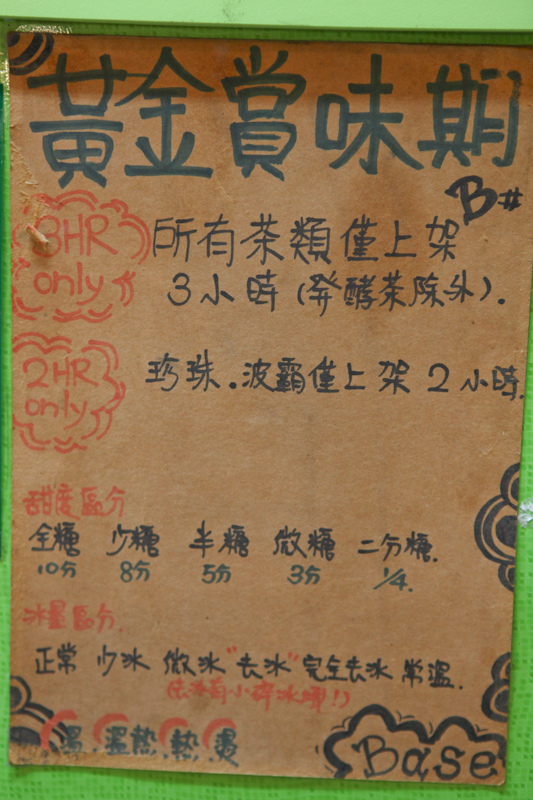 黃金賞味期
B#
3HR only
所有茶類僅上架
3小時(発酵茶除外).
2HR only
珍珠.波霸僅上架2小時.
甜度區分
全糖 少糖 半糖 微糖 二分糖.
10分 8分 5分 3分 1/4.
冰量區分.
正常 少冰 微冰 "去冰" 完全去冰 常溫.
(去冰有小碎冰哦!)
溫.溫熱.熱.燙
Base